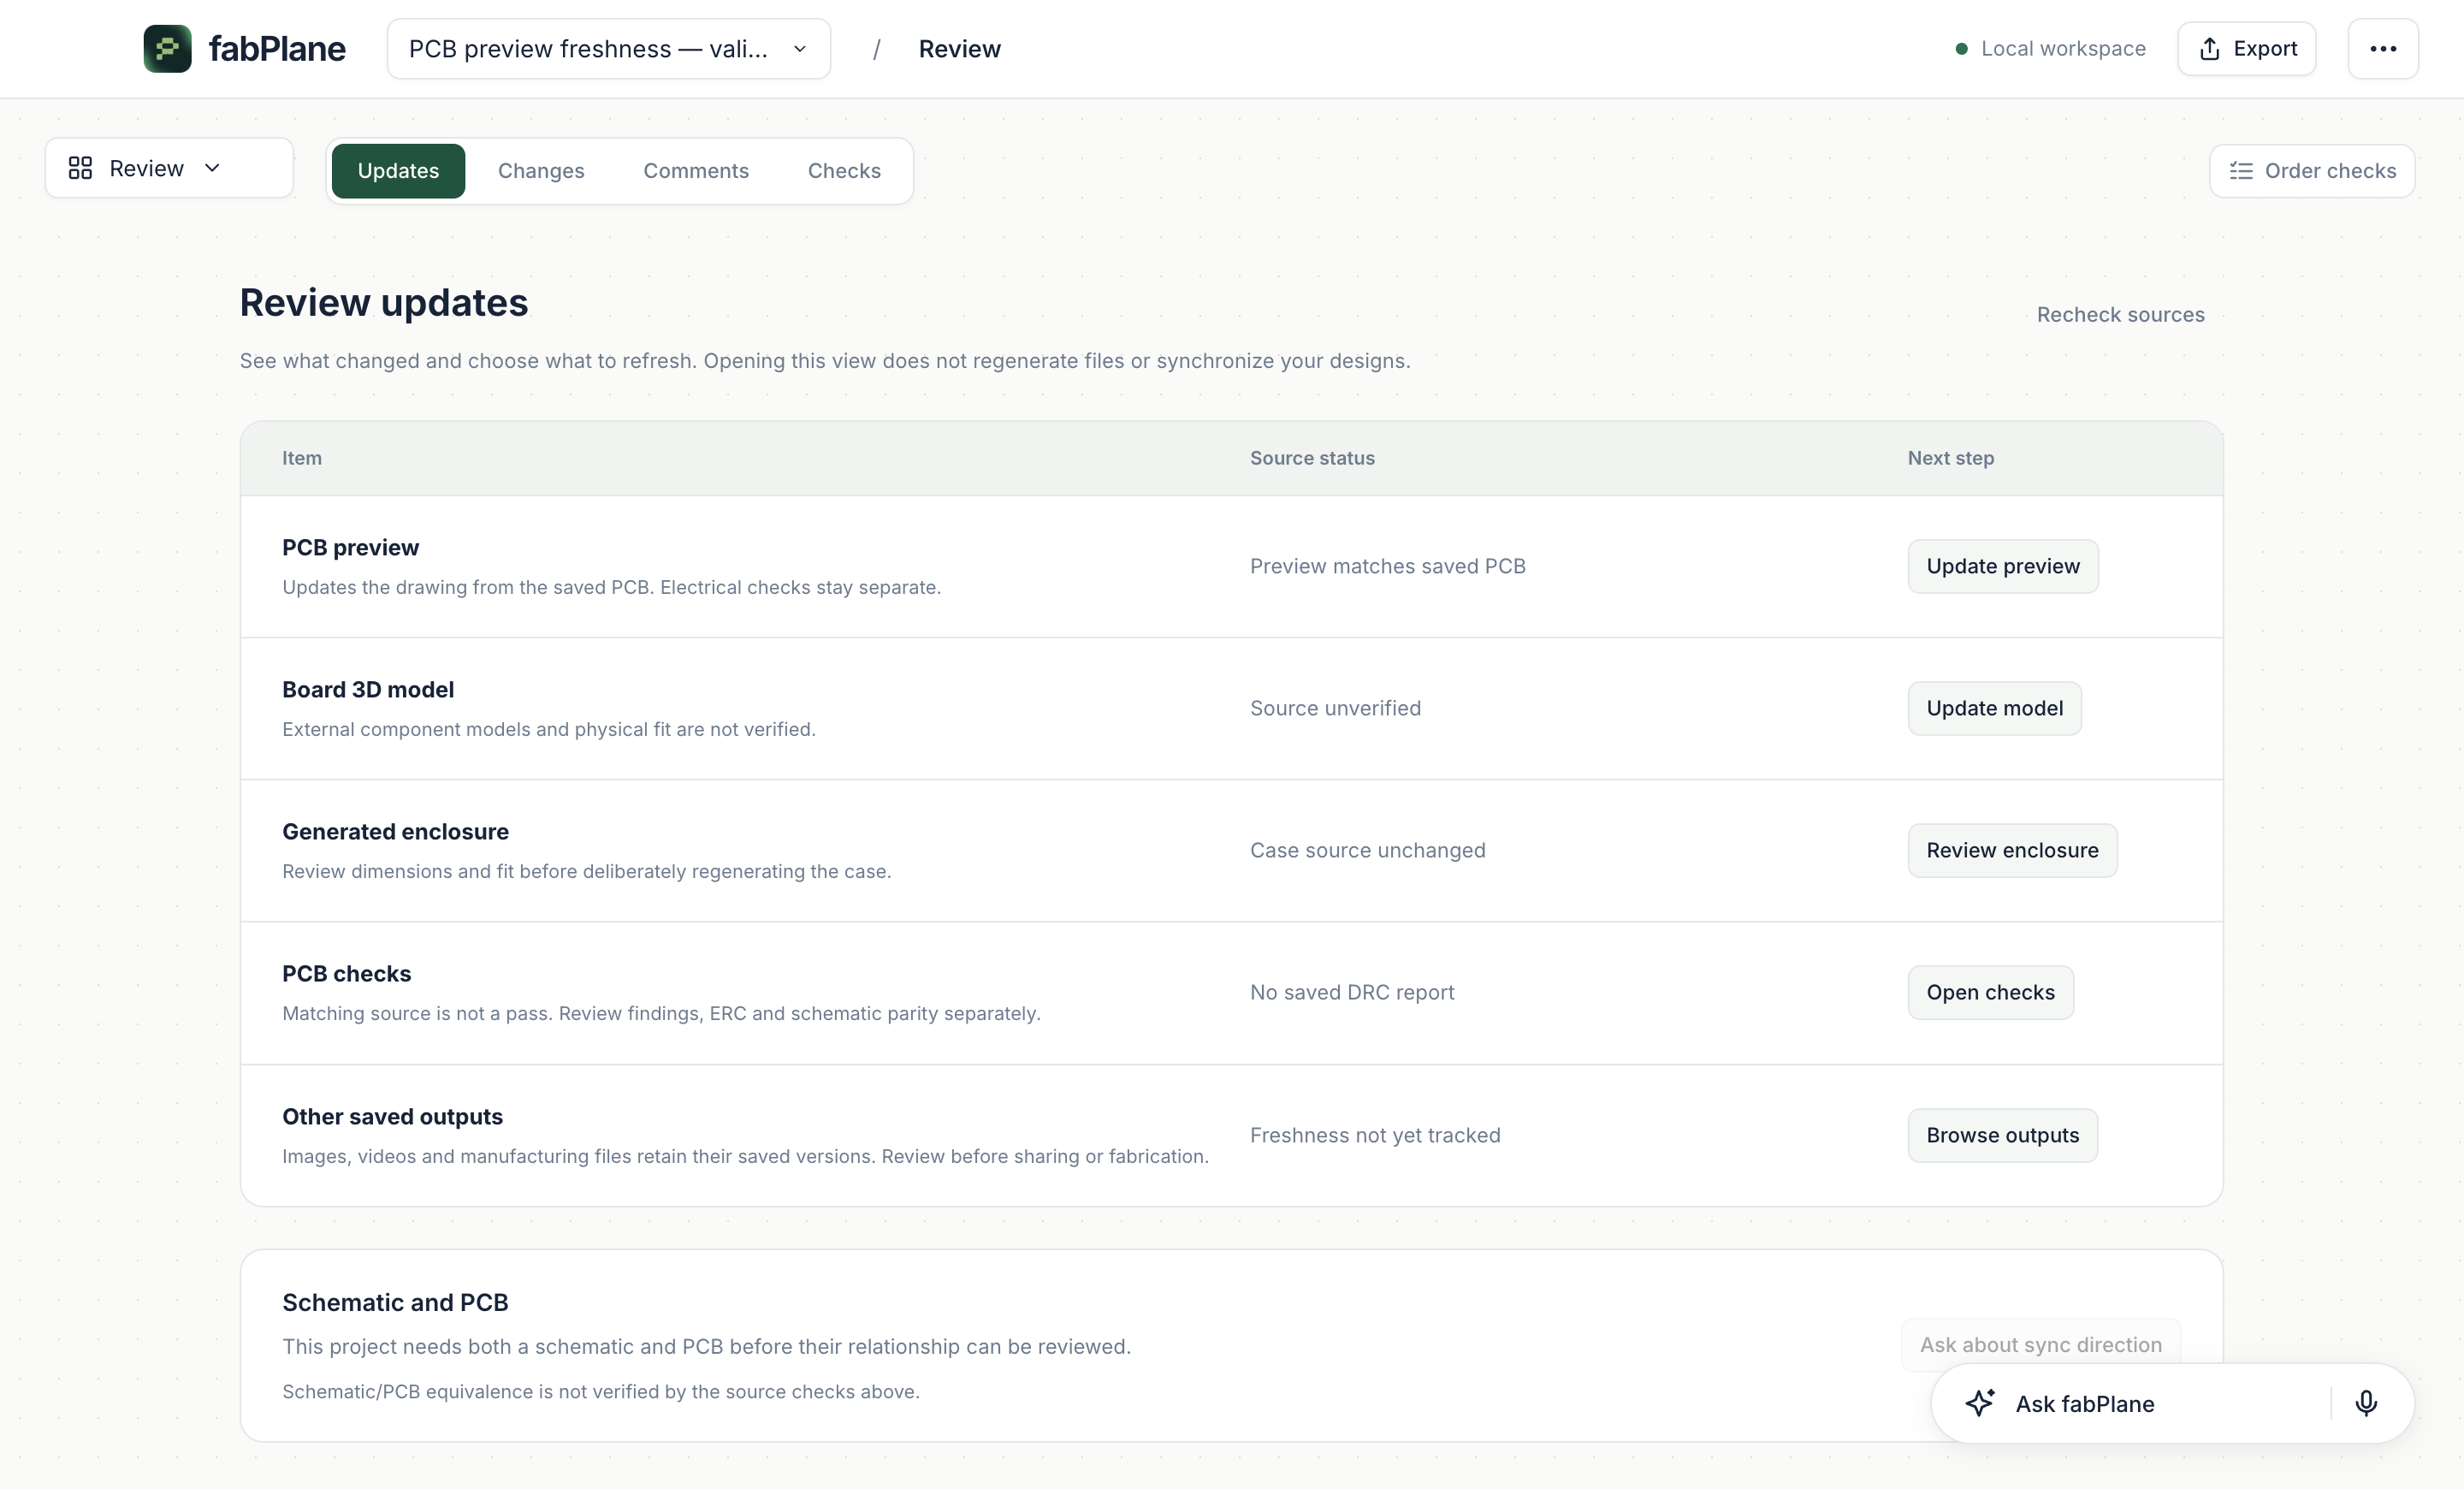 fabPlane
PCB preview freshness — vali...
/
Review
Local workspace
Export
Review
Updates
Changes
Comments
Checks
Order checks
Review updates
Recheck sources
See what changed and choose what to refresh. Opening this view does not regenerate files or synchronize your designs.
Item
Source status
Next step
PCB preview
Updates the drawing from the saved PCB. Electrical checks stay separate.
Preview matches saved PCB
Update preview
Board 3D model
External component models and physical fit are not verified.
Source unverified
Update model
Generated enclosure
Review dimensions and fit before deliberately regenerating the case.
Case source unchanged
Review enclosure
PCB checks
Matching source is not a pass. Review findings, ERC and schematic parity separately.
No saved DRC report
Open checks
Other saved outputs
Images, videos and manufacturing files retain their saved versions. Review before sharing or fabrication.
Freshness not yet tracked
Browse outputs
Schematic and PCB
This project needs both a schematic and PCB before their relationship can be reviewed.
Schematic/PCB equivalence is not verified by the source checks above.
Ask about sync direction
Ask fabPlane